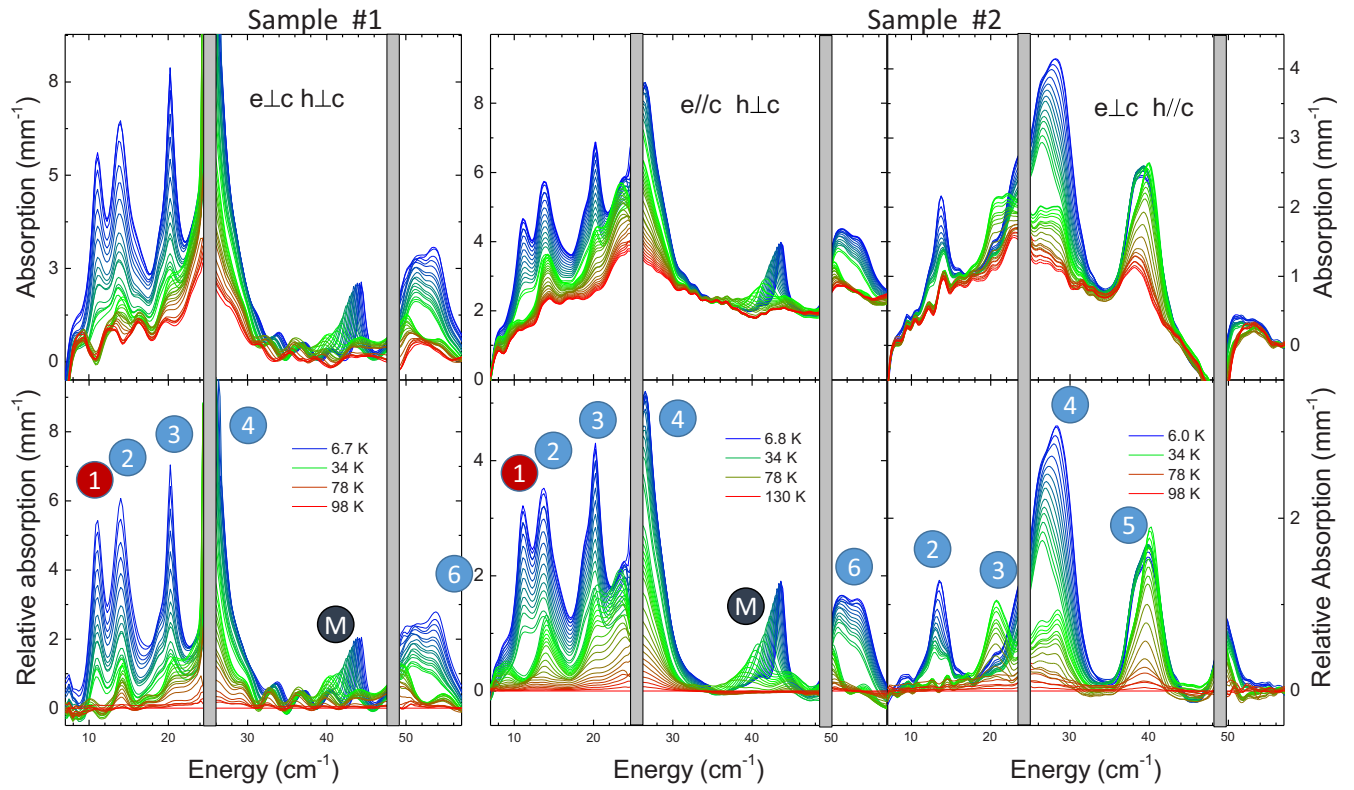 Sample #1
Sample #2
Absorption (mm⁻¹)
8
5
3
0
e⊥c h⊥c
8
6
4
2
0
e//c h⊥c
e⊥c h//c
4
3
2
1
0
Absorption (mm⁻¹)
Relative absorption (mm⁻¹)
8
6
4
2
0
1
2
3
4
6.7 K
34 K
78 K
98 K
M
6
4
2
0
1
2
3
4
6.8 K
34 K
78 K
130 K
M
6
2
3
4
6.0 K
34 K
78 K
98 K
5
2
0
Relative Absorption (mm⁻¹)
10 20 30 40 50
10 20 30 40 50
10 20 30 40 50
Energy (cm⁻¹)
Energy (cm⁻¹)
Energy (cm⁻¹)